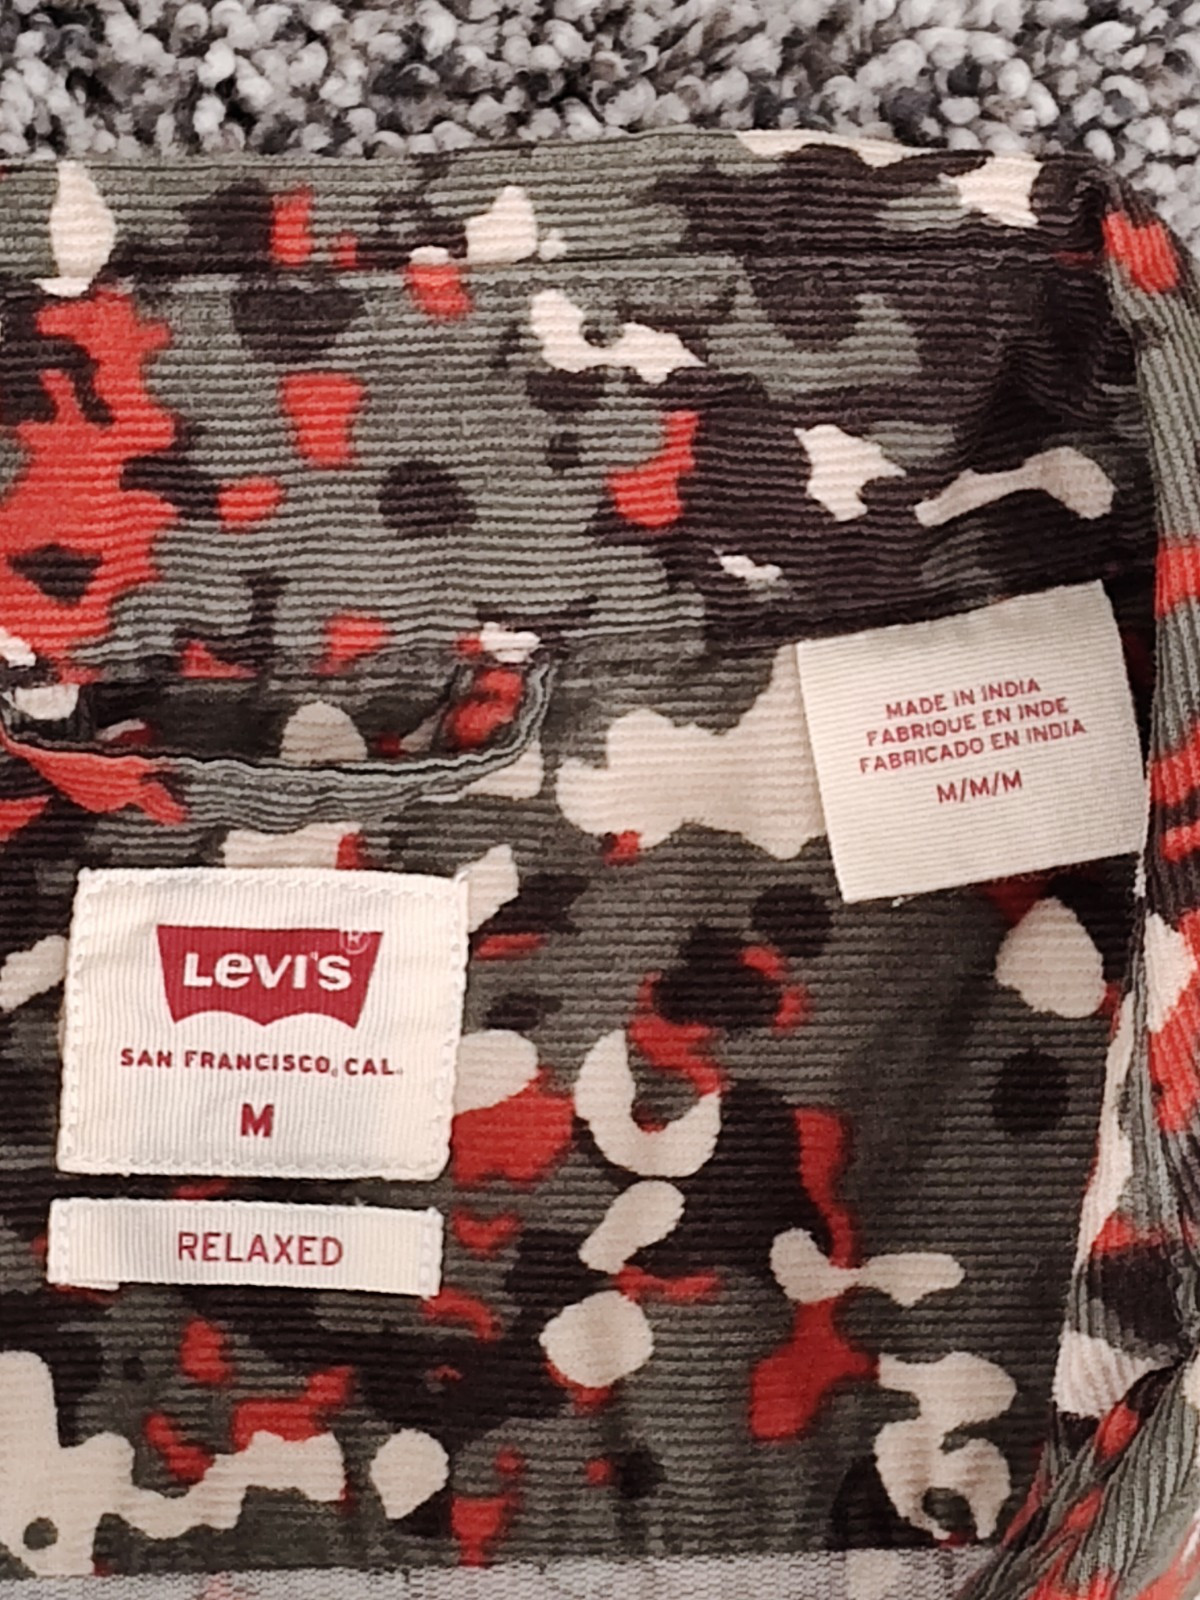 MADE IN INDIA
FABRIQUE EN INDE
FABRICADO EN INDIA
M/M/M
LEVI'S®
SAN FRANCISCO, CAL.
M
RELAXED